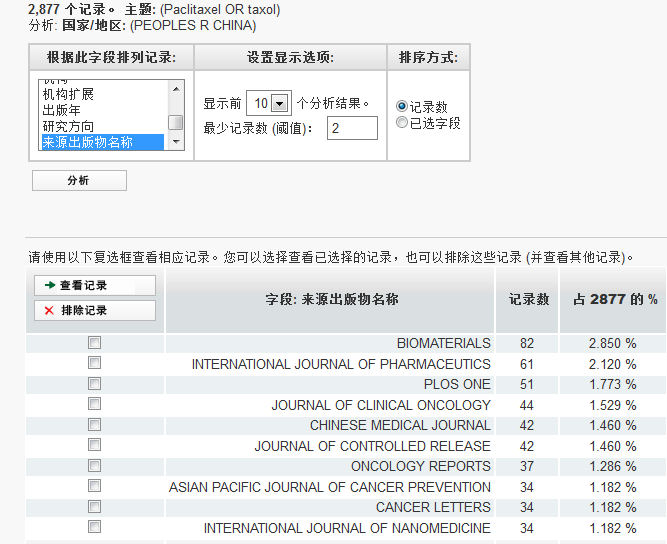 2,877 个记录。 主题: (Paclitaxel OR taxol)
分析: 国家/地区: (PEOPLES R CHINA)
根据此字段排列记录: 设置显示选项: 排序方式:
机构
机构扩展
出版年
研究方向
来源出版物名称
显示前 10 个分析结果。
最少记录数 (阈值): 2
记录数
已选字段
分析
请使用以下复选框查看相应记录。您可以选择查看已选择的记录，也可以排除这些记录 (并查看其他记录)。
查看记录
排除记录
字段: 来源出版物名称 记录数 占 2877 的 %
BIOMATERIALS 82 2.850 %
INTERNATIONAL JOURNAL OF PHARMACEUTICS 61 2.120 %
PLOS ONE 51 1.773 %
JOURNAL OF CLINICAL ONCOLOGY 44 1.529 %
CHINESE MEDICAL JOURNAL 42 1.460 %
JOURNAL OF CONTROLLED RELEASE 42 1.460 %
ONCOLOGY REPORTS 37 1.286 %
ASIAN PACIFIC JOURNAL OF CANCER PREVENTION 34 1.182 %
CANCER LETTERS 34 1.182 %
INTERNATIONAL JOURNAL OF NANOMEDICINE 34 1.182 %